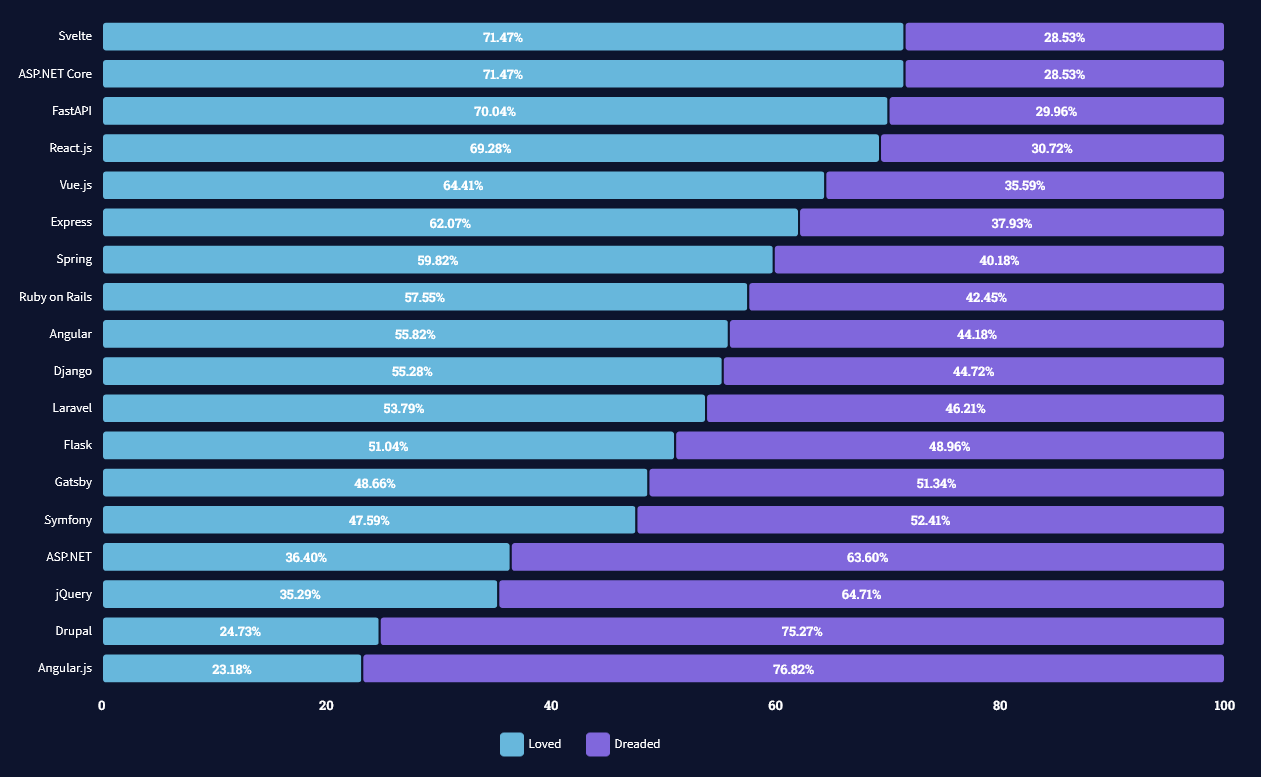 Svelte 71.47% 28.53%
ASP.NET Core 71.47% 28.53%
FastAPI 70.04% 29.96%
React.js 69.28% 30.72%
Vue.js 64.41% 35.59%
Express 62.07% 37.93%
Spring 59.82% 40.18%
Ruby on Rails 57.55% 42.45%
Angular 55.82% 44.18%
Django 55.28% 44.72%
Laravel 53.79% 46.21%
Flask 51.04% 48.96%
Gatsby 48.66% 51.34%
Symfony 47.59% 52.41%
ASP.NET 36.40% 63.60%
jQuery 35.29% 64.71%
Drupal 24.73% 75.27%
Angular.js 23.18% 76.82%
0 20 40 60 80 100
Loved Dreaded